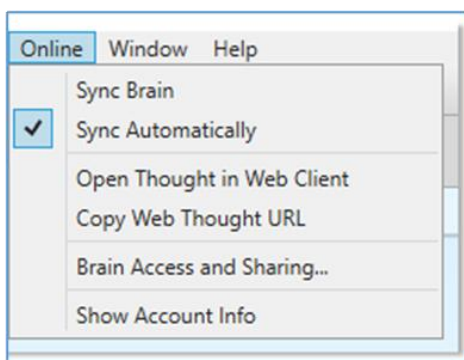 Online Window Help
Sync Brain
Sync Automatically
Open Thought in Web Client
Copy Web Thought URL
Brain Access and Sharing...
Show Account Info